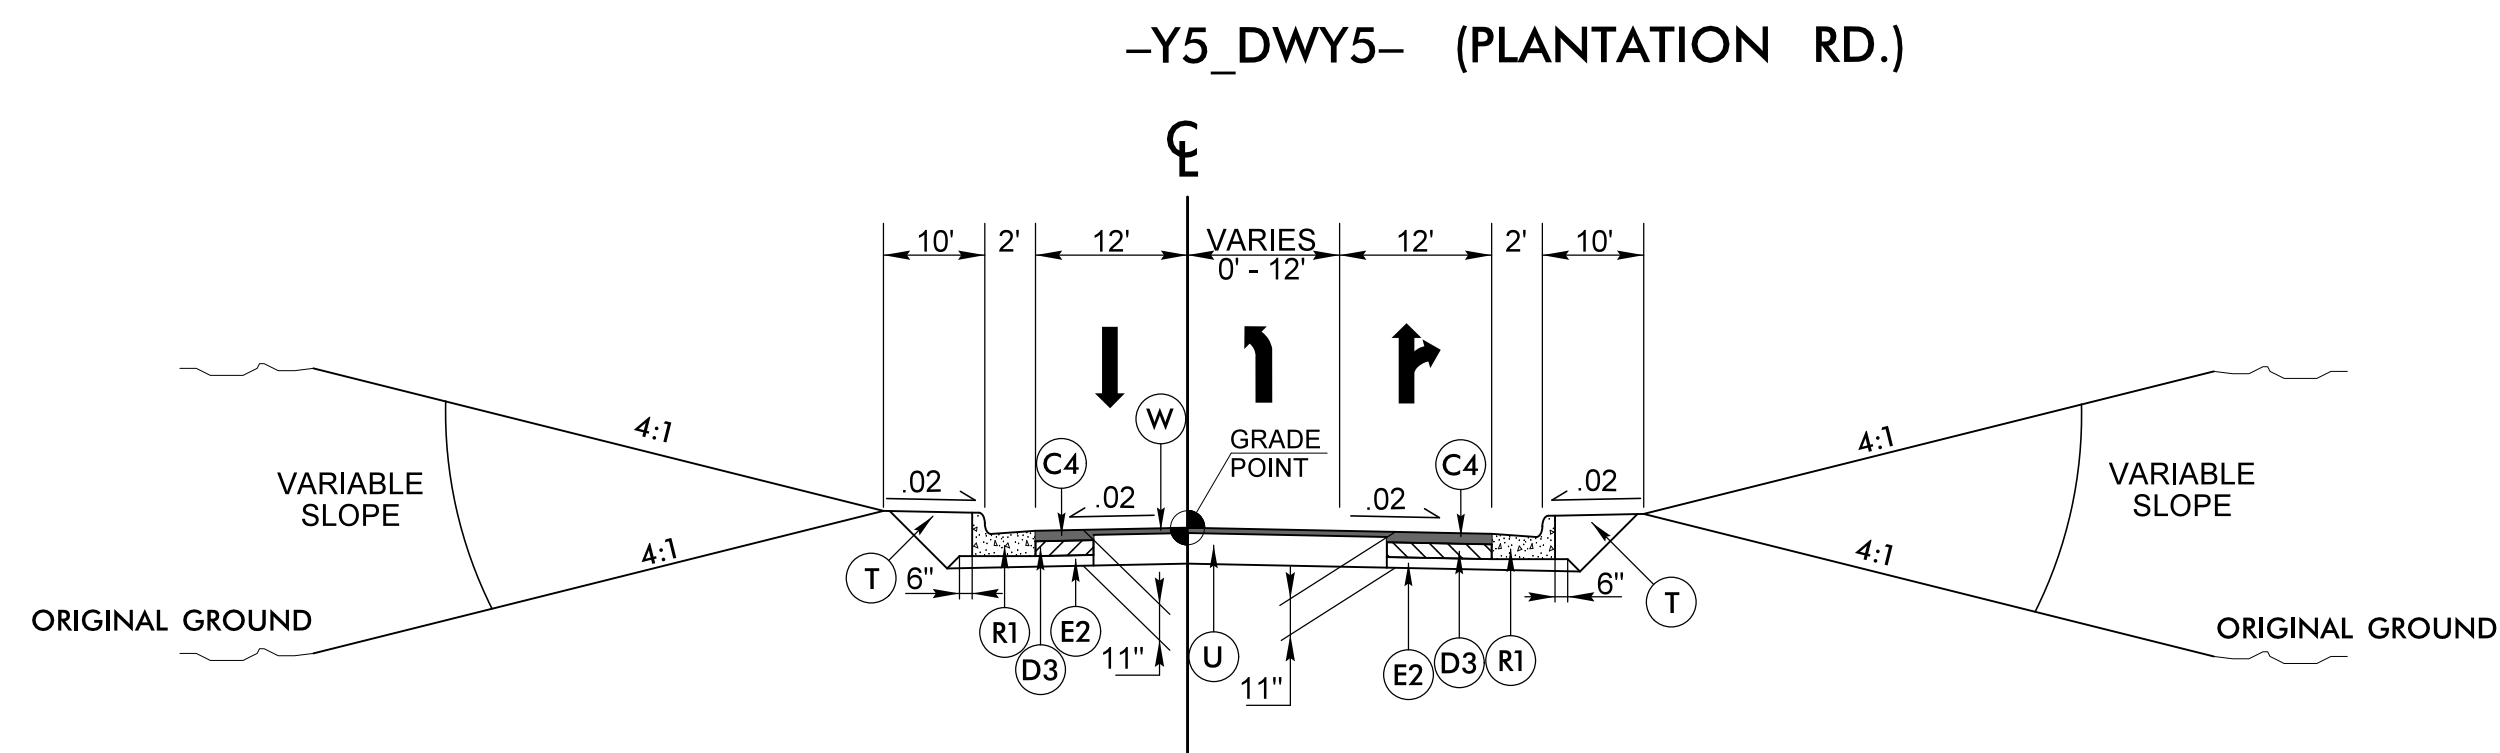 -Y5_DWY5- (PLANTATION RD.)
CL
10' 2' 12' VARIES 12' 2' 10'
0' - 12'
4:1
W
GRADE
POINT
C4
C4
4:1
VARIABLE
SLOPE
.02
.02
.02
.02
VARIABLE
SLOPE
4:1
4:1
T
6"
6"
T
ORIGINAL GROUND
R1
E2
D3
11"
U
11"
E2
D3
R1
ORIGINAL GROUND